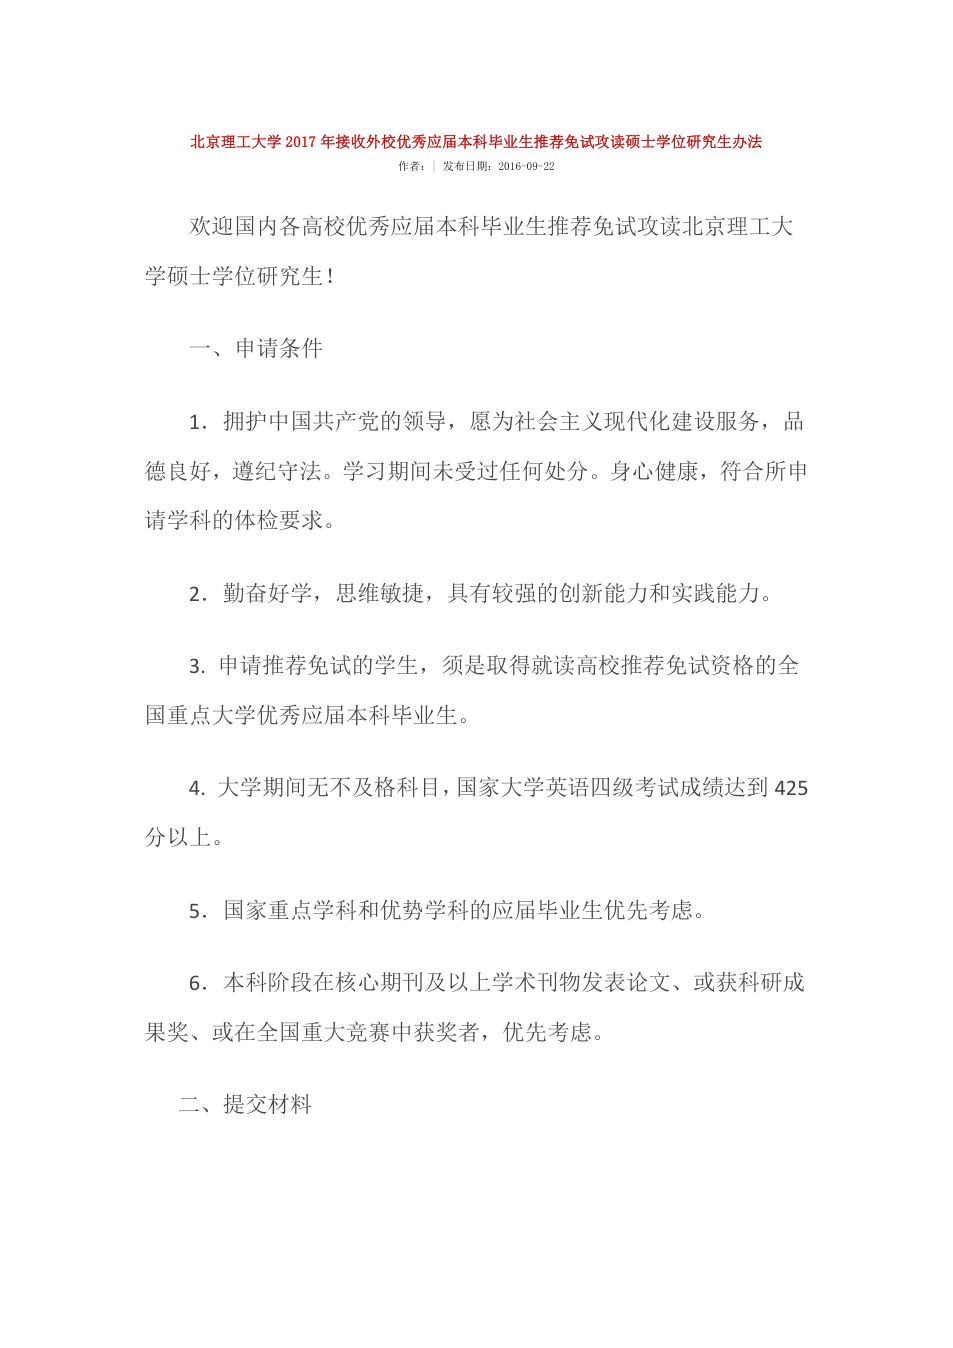 北京理工大学 2017 年接收外校优秀应届本科毕业生推荐免试攻读硕士学位研究生办法
作者：| 发布日期：2016-09-22
欢迎国内各高校优秀应届本科毕业生推荐免试攻读北京理工大
学硕士学位研究生！
一、申请条件
1．拥护中国共产党的领导，愿为社会主义现代化建设服务，品
德良好，遵纪守法。学习期间未受过任何处分。身心健康，符合所申
请学科的体检要求。
2．勤奋好学，思维敏捷，具有较强的创新能力和实践能力。
3. 申请推荐免试的学生，须是取得就读高校推荐免试资格的全
国重点大学优秀应届本科毕业生。
4. 大学期间无不及格科目，国家大学英语四级考试成绩达到 425
分以上。
5．国家重点学科和优势学科的应届毕业生优先考虑。
6．本科阶段在核心期刊及以上学术刊物发表论文、或获科研成
果奖、或在全国重大竞赛中获奖者，优先考虑。
二、提交材料